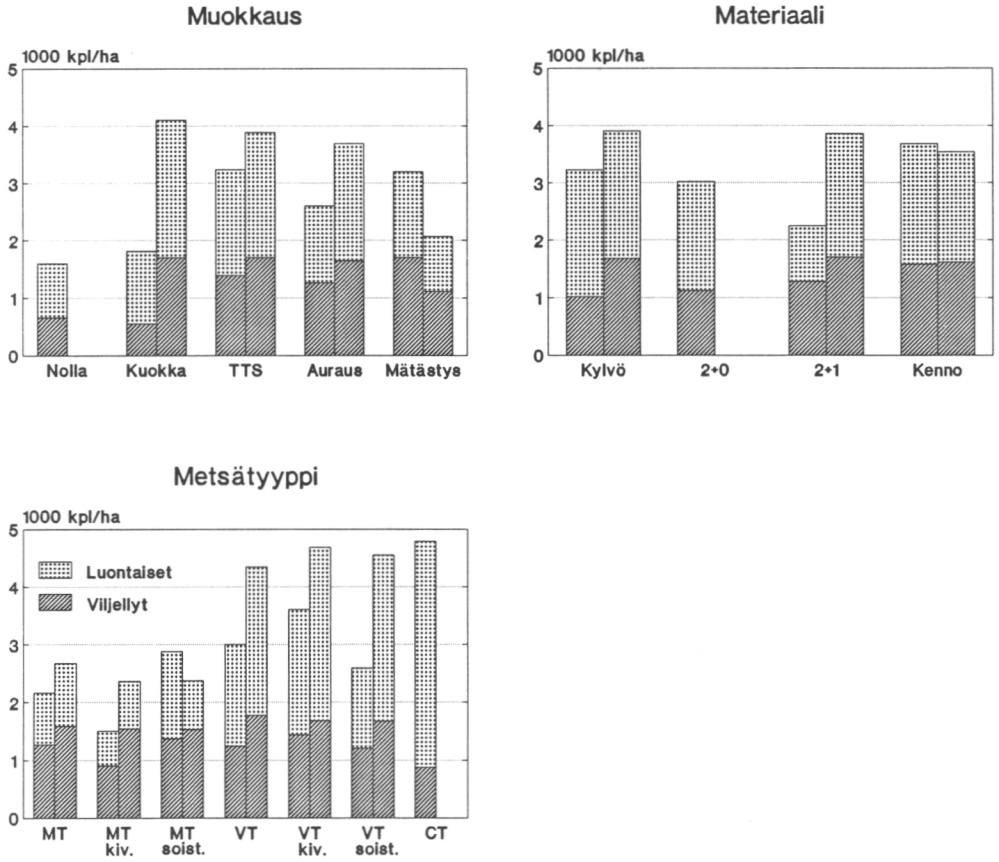 Muokkaus
1000 kpl/ha
5
4
3
2
1
0
Nolla Kuokka TTS Auraus Mätästys
Materiaali
1000 kpl/ha
5
4
3
2
1
0
Kylvö 2+0 2+1 Kenno
Metsätyyppi
1000 kpl/ha
5
4
3
2
1
0
Luontaiset
Viljellyt
MT MT MT VT VT VT CT
kiv. soist. kiv. soist.